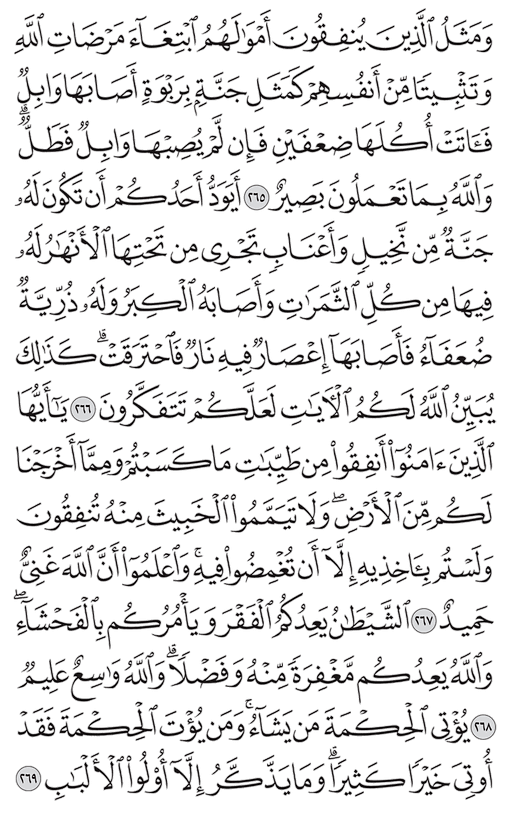 وَمَثَلُ ٱلَّذِينَ يُنفِقُونَ أَمْوَٰلَهُمُ ٱبْتِغَآءَ مَرْضَاتِ ٱللَّهِ
وَتَثْبِيتًا مِّنْ أَنفُسِهِمْ كَمَثَلِ جَنَّةٍۭ بِرَبْوَةٍ أَصَابَهَا وَابِلٌ
فَـَٔاتَتْ أُكُلَهَا ضِعْفَيْنِ فَإِن لَّمْ يُصِبْهَا وَابِلٌ فَطَلٌّ ۗ
وَٱللَّهُ بِمَا تَعْمَلُونَ بَصِيرٌ ٢٦٥ أَيَوَدُّ أَحَدُكُمْ أَن تَكُونَ لَهُۥ
جَنَّةٌ مِّن نَّخِيلٍ وَأَعْنَابٍ تَجْرِى مِن تَحْتِهَا ٱلْأَنْهَٰرُ لَهُۥ
فِيهَا مِن كُلِّ ٱلثَّمَرَٰتِ وَأَصَابَهُ ٱلْكِبَرُ وَلَهُۥ ذُرِّيَّةٌ
ضُعَفَآءُ فَأَصَابَهَآ إِعْصَارٌ فِيهِ نَارٌ فَٱحْتَرَقَتْ ۗ كَذَٰلِكَ
يُبَيِّنُ ٱللَّهُ لَكُمُ ٱلْـَٔايَٰتِ لَعَلَّكُمْ تَتَفَكَّرُونَ ٢٦٦ يَٰٓأَيُّهَا
ٱلَّذِينَ ءَامَنُوٓا۟ أَنفِقُوا۟ مِن طَيِّبَٰتِ مَا كَسَبْتُمْ وَمِمَّآ أَخْرَجْنَا
لَكُم مِّنَ ٱلْأَرْضِ ۖ وَلَا تَيَمَّمُوا۟ ٱلْخَبِيثَ مِنْهُ تُنفِقُونَ
وَلَسْتُم بِـَٔاخِذِيهِ إِلَّآ أَن تُغْمِضُوا۟ فِيهِ ۚ وَٱعْلَمُوٓا۟ أَنَّ ٱللَّهَ غَنِىٌّ
حَمِيدٌ ٢٦٧ ٱلشَّيْطَٰنُ يَعِدُكُمُ ٱلْفَقْرَ وَيَأْمُرُكُم بِٱلْفَحْشَآءِ ۖ
وَٱللَّهُ يَعِدُكُم مَّغْفِرَةً مِّنْهُ وَفَضْلًا ۗ وَٱللَّهُ وَٰسِعٌ عَلِيمٌ
٢٦٨ يُؤْتِى ٱلْحِكْمَةَ مَن يَشَآءُ ۚ وَمَن يُؤْتَ ٱلْحِكْمَةَ فَقَدْ
أُوتِىَ خَيْرًا كَثِيرًا ۗ وَمَا يَذَّكَّرُ إِلَّآ أُو۟لُوا۟ ٱلْأَلْبَٰبِ ٢٦٩